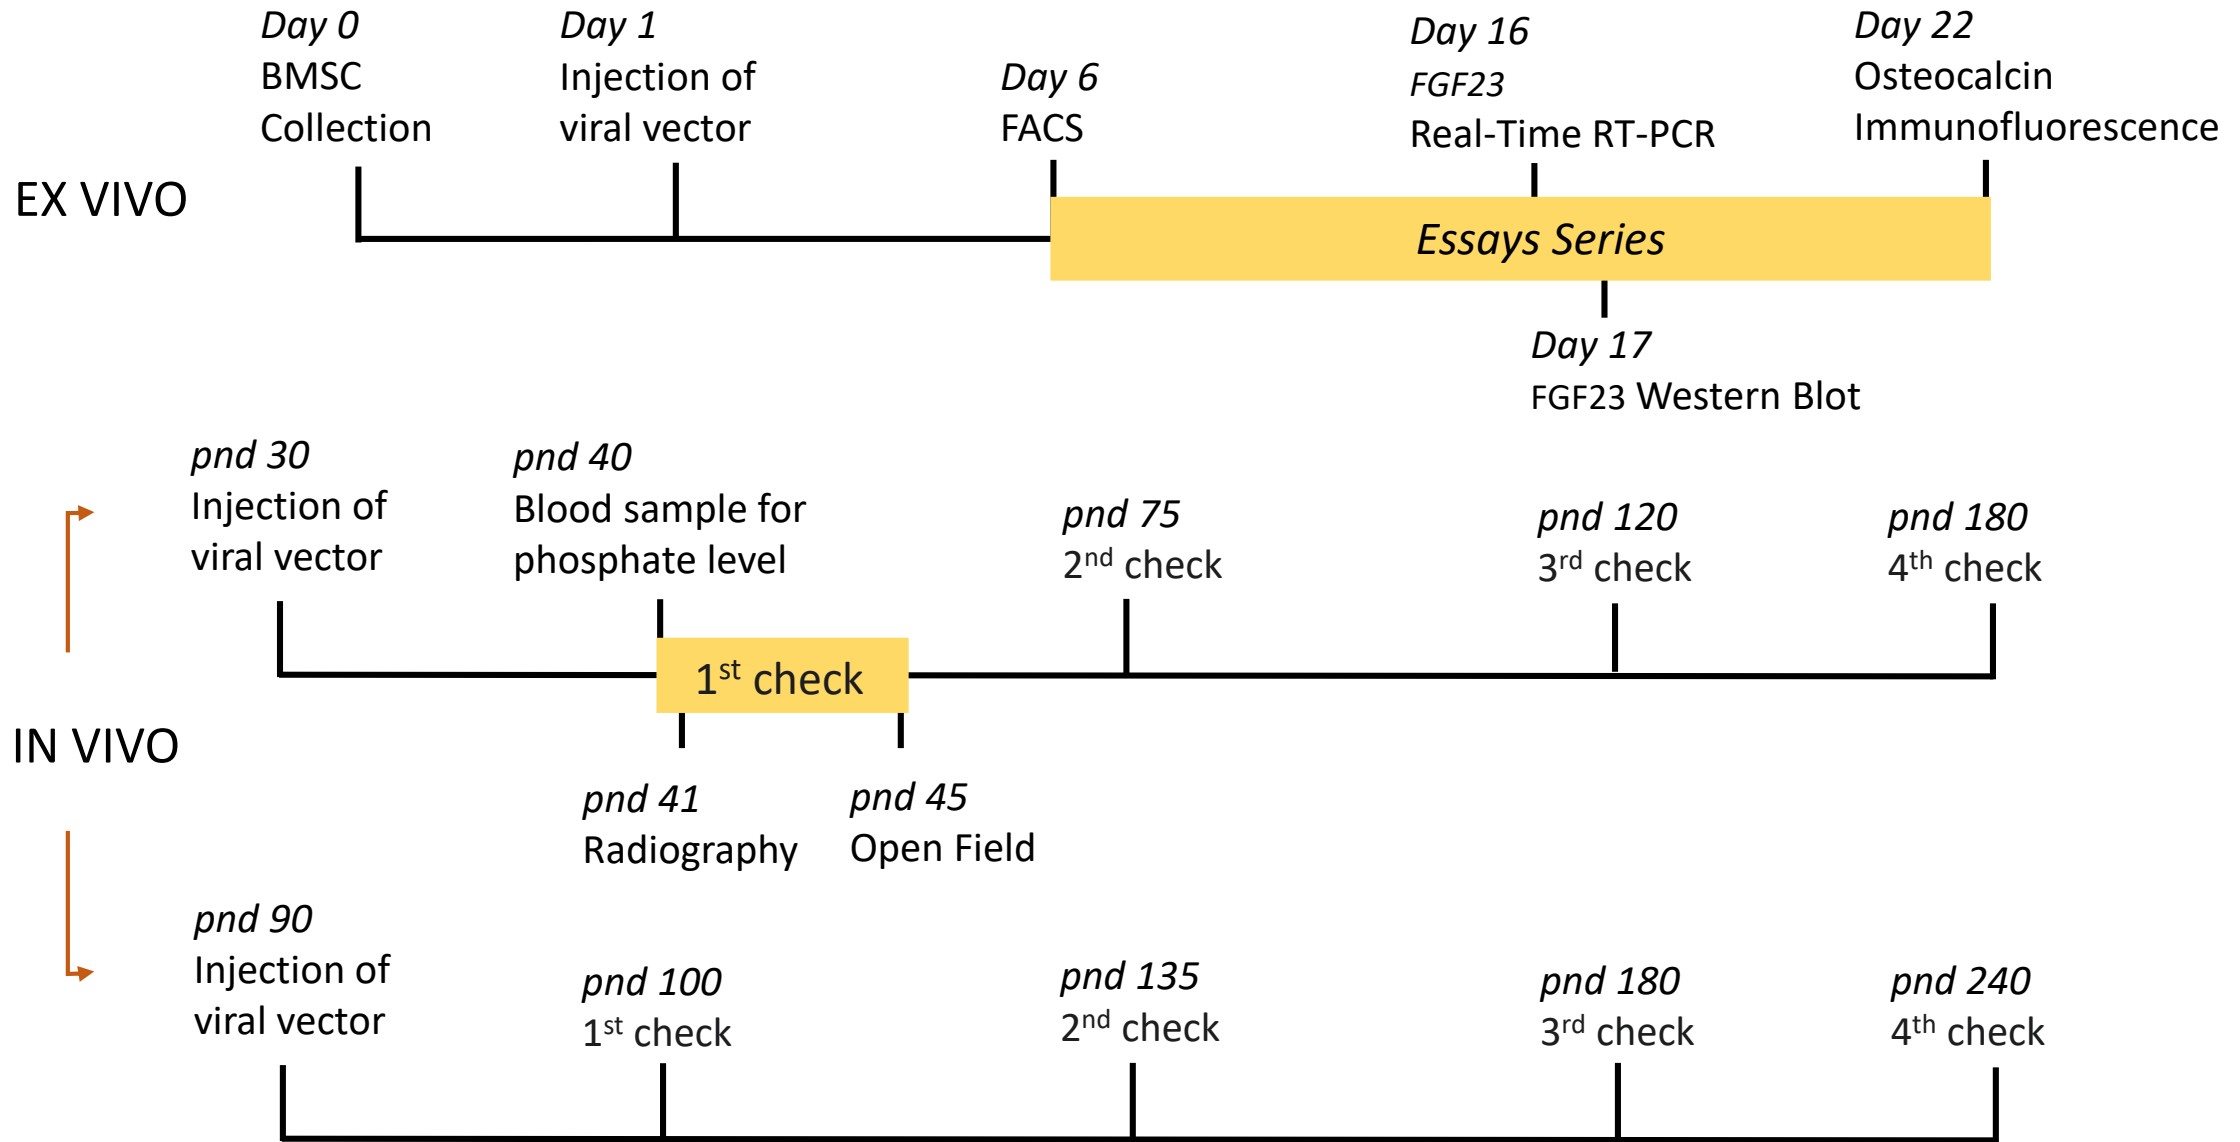 Day 0
BMSC
Collection
Day 1
Injection of
viral vector
Day 6
FACS
Day 16
FGF23
Real-Time RT-PCR
Day 22
Osteocalcin
Immunofluorescence
EX VIVO
Essays Series
Day 17
FGF23 Western Blot
pnd 30
Injection of
viral vector
pnd 40
Blood sample for
phosphate level
pnd 75
2nd check
pnd 120
3rd check
pnd 180
4th check
1st check
IN VIVO
pnd 41
Radiography
pnd 45
Open Field
pnd 90
Injection of
viral vector
pnd 100
1st check
pnd 135
2nd check
pnd 180
3rd check
pnd 240
4th check